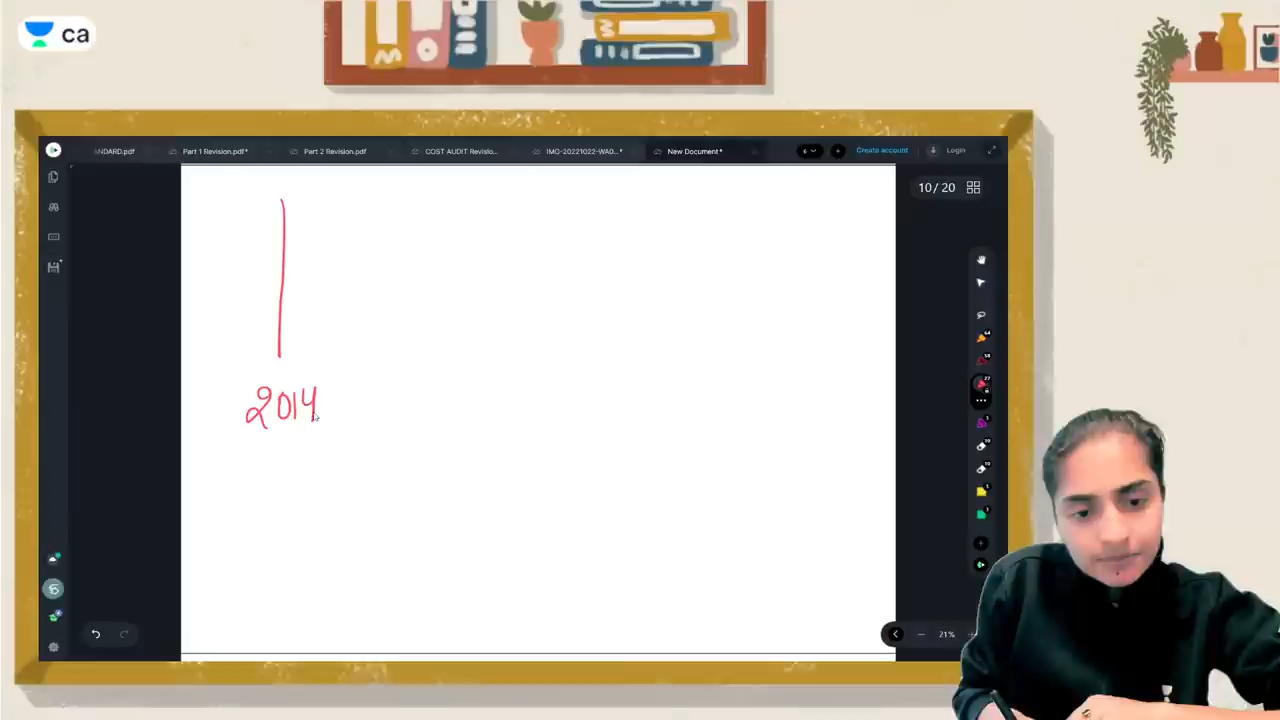 ca
NDARD.pdf Part 1 Revision.pdf* Part 2 Revision.pdf COST AUDIT Revisio... IMG-20221022-WA0...* New Document* 6 Create account Login
10/20
2014
21%